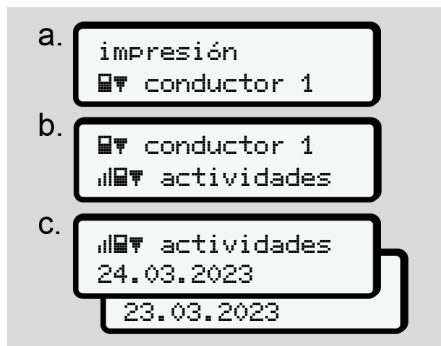 a.
impresión
conductor 1
b.
conductor 1
actividades
c.
actividades
24.03.2023
23.03.2023